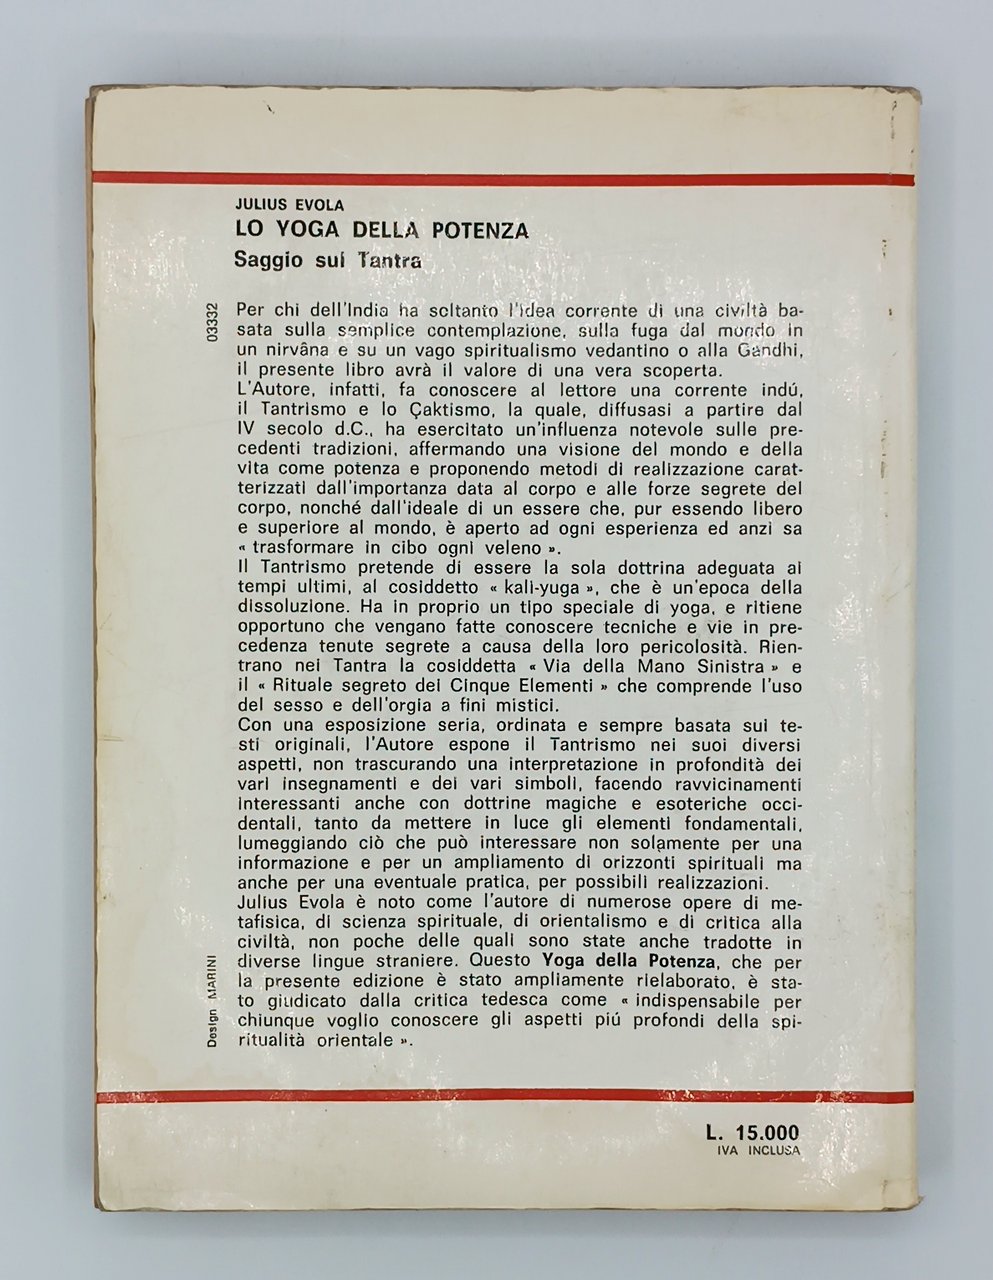 JULIUS EVOLA
LO YOGA DELLA POTENZA
Saggio sui Tantra
03332
Per chi dell'India ha soltanto l'idea corrente di una civiltà ba-
sata sulla semplice contemplazione, sulla fuga dal mondo in
un nirvâna e su un vago spiritualismo vedantino o alla Gandhi,
il presente libro avrà il valore di una vera scoperta.
L'Autore, infatti, fa conoscere al lettore una corrente indú,
il Tantrismo e lo Çaktismo, la quale, diffusasi a partire dal
IV secolo d.C., ha esercitato un'influenza notevole sulle pre-
cedenti tradizioni, affermando una visione del mondo e della
vita come potenza e proponendo metodi di realizzazione carat-
terizzati dall'importanza data al corpo e alle forze segrete del
corpo, nonché dall'ideale di un essere che, pur essendo libero
e superiore al mondo, è aperto ad ogni esperienza ed anzi sa
« trasformare in cibo ogni veleno ».
Il Tantrismo pretende di essere la sola dottrina adeguata ai
tempi ultimi, al cosiddetto « kali-yuga », che è un'epoca della
dissoluzione. Ha in proprio un tipo speciale di yoga, e ritiene
opportuno che vengano fatte conoscere tecniche e vie in pre-
cedenza tenute segrete a causa della loro pericolosità. Rien-
trano nei Tantra la cosiddetta « Via della Mano Sinistra » e
il « Rituale segreto dei Cinque Elementi » che comprende l'uso
del sesso e dell'orgia a fini mistici.
Con una esposizione seria, ordinata e sempre basata sui te-
sti originali, l'Autore espone il Tantrismo nei suoi diversi
aspetti, non trascurando una interpretazione in profondità dei
vari insegnamenti e dei vari simboli, facendo ravvicinamenti
interessanti anche con dottrine magiche e esoteriche occi-
dentali, tanto da mettere in luce gli elementi fondamentali,
lumeggiando ciò che può interessare non solamente per una
informazione e per un ampliamento di orizzonti spirituali ma
anche per una eventuale pratica, per possibili realizzazioni.
Julius Evola è noto come l'autore di numerose opere di me-
tafisica, di scienza spirituale, di orientalismo e di critica alla
civiltà, non poche delle quali sono state anche tradotte in
diverse lingue straniere. Questo Yoga della Potenza, che per
la presente edizione è stato ampliamente rielaborato, è sta-
to giudicato dalla critica tedesca come « indispensabile per
chiunque voglio conoscere gli aspetti piú profondi della spi-
ritualità orientale ».
Design MARINI
L. 15.000
IVA INCLUSA